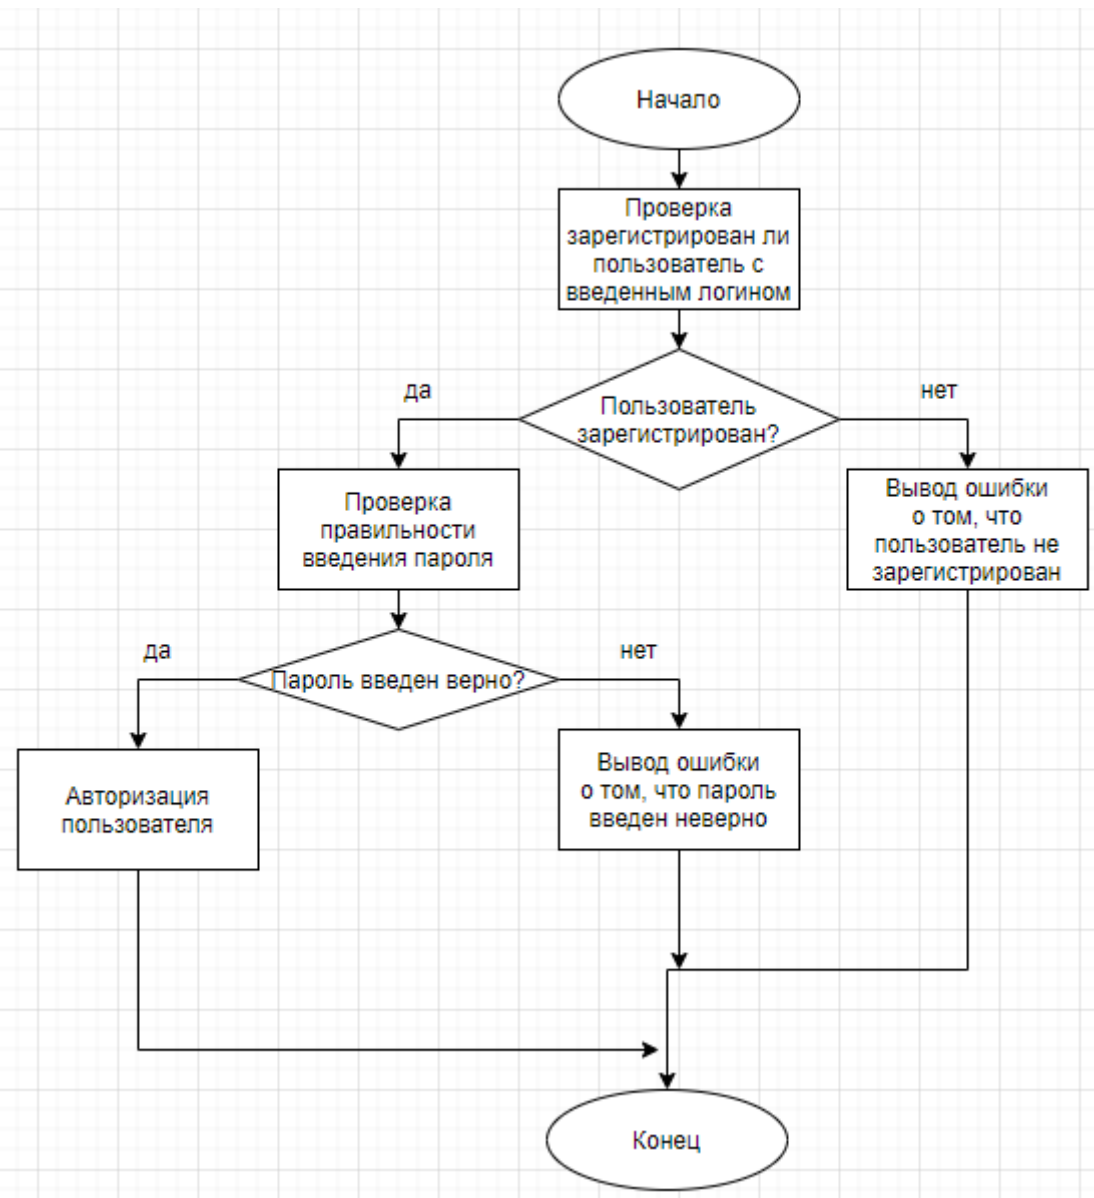 Начало
Проверка
зарегистрирован ли
пользователь с
введенным логином
да
нет
Пользователь
зарегистрирован?
Проверка
правильности
введения пароля
Вывод ошибки
о том, что
пользователь не
зарегистрирован
да
нет
Пароль введен верно?
Авторизация
пользователя
Вывод ошибки
о том, что пароль
введен неверно
Конец